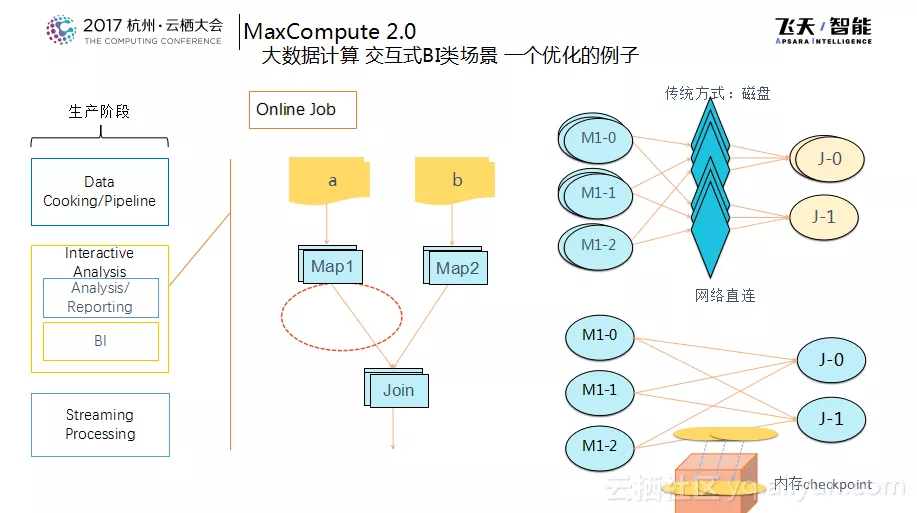 2017 杭州·云栖大会
THE COMPUTING CONFERENCE
MaxCompute 2.0
飞天智能
APSARA INTELLIGENCE
大数据计算 交互式BI类场景 一个优化的例子
生产阶段
Data
Cooking/Pipeline
Interactive
Analysis
Analysis/
Reporting
BI
Streaming
Processing
Online Job
a
b
Map1
Map2
Join
传统方式：磁盘
M1-0
M1-1
M1-2
J-0
J-1
网络直连
M1-0
M1-1
M1-2
J-0
J-1
内存checkpoint
云栖社区 yq.aliyun.com